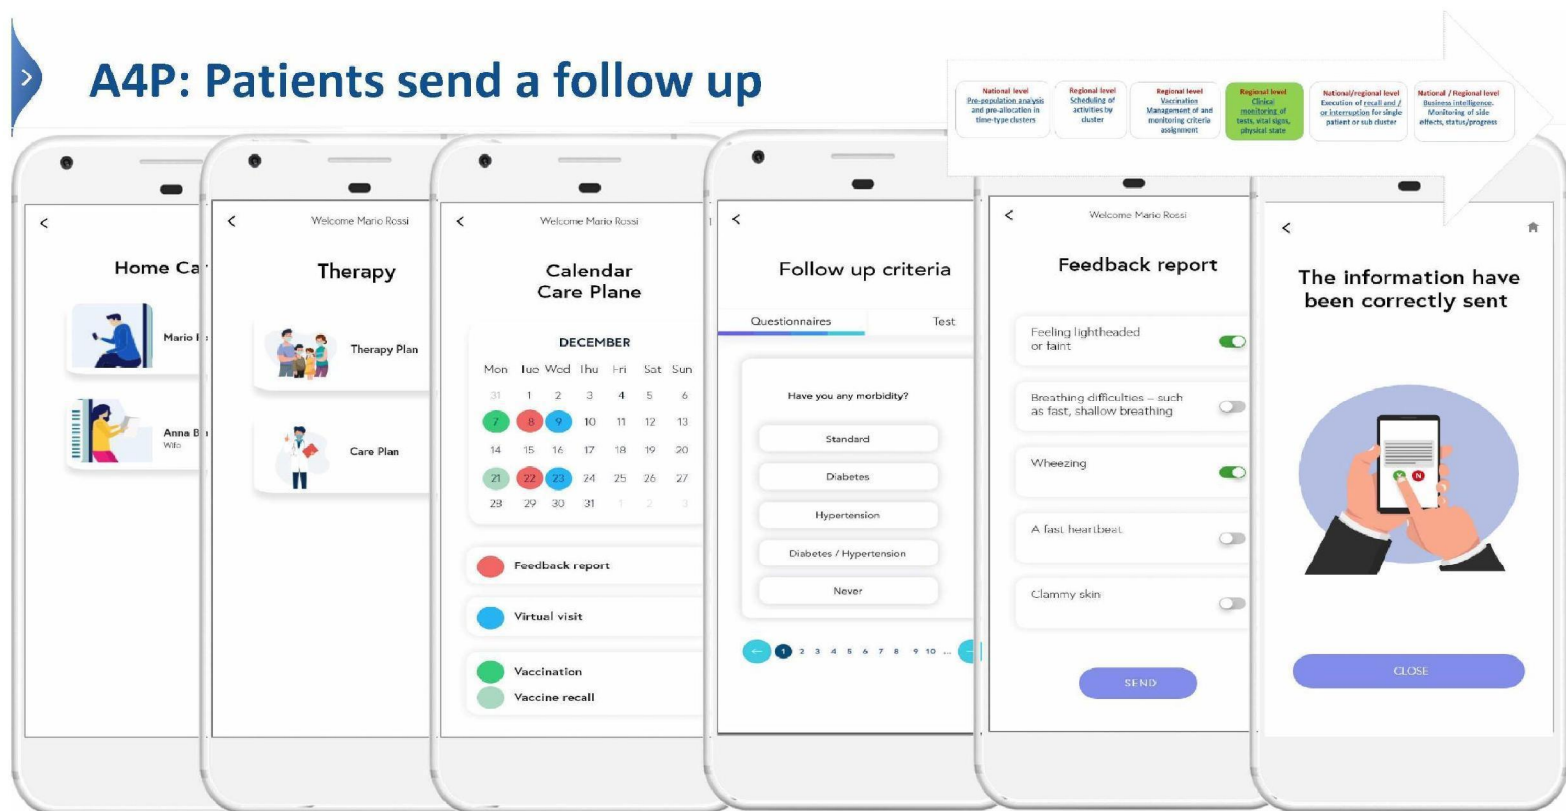 A4P: Patients send a follow up
National level
Pre-population analysis
and pre-allocation in
time-type clusters
Regional level
Scheduling of
activities by
cluster
Regional level
Vaccination
Management of and
monitoring criteria
assignment
Regional level
Clinical
monitoring of
tests, vital signs,
physical state
National/regional level
Execution of recall and /
or interruption for single
patient or sub cluster
National / Regional level
Business intelligence.
Monitoring of side
effects, status/progress
Home Ca
Mario
Anna B
Wife
Welcome Mario Rossi
Therapy
Therapy Plan
Care Plan
Welcome Mario Rossi
Calendar
Care Plane
DECEMBER
Mon Tue Wed Thu Fri Sat Sun
31 1 2 3 4 5 6
7 8 9 10 11 12 13
14 15 16 17 18 19 20
21 22 23 24 25 26 27
28 29 30 31 1 2 3
Feedback report
Virtual visit
Vaccination
Vaccine recall
Follow up criteria
Questionnaires Test
Have you any morbidity?
Standard
Diabetes
Hypertension
Diabetes / Hypertension
Never
1 2 3 4 5 6 7 8 9 10 ...
Welcome Mario Rossi
Feedback report
Feeling lightheaded
or faint
Breathing difficulties – such
as fast, shallow breathing
Wheezing
A fast heartbeat
Clammy skin
SEND
The information have
been correctly sent
Y N
CLOSE